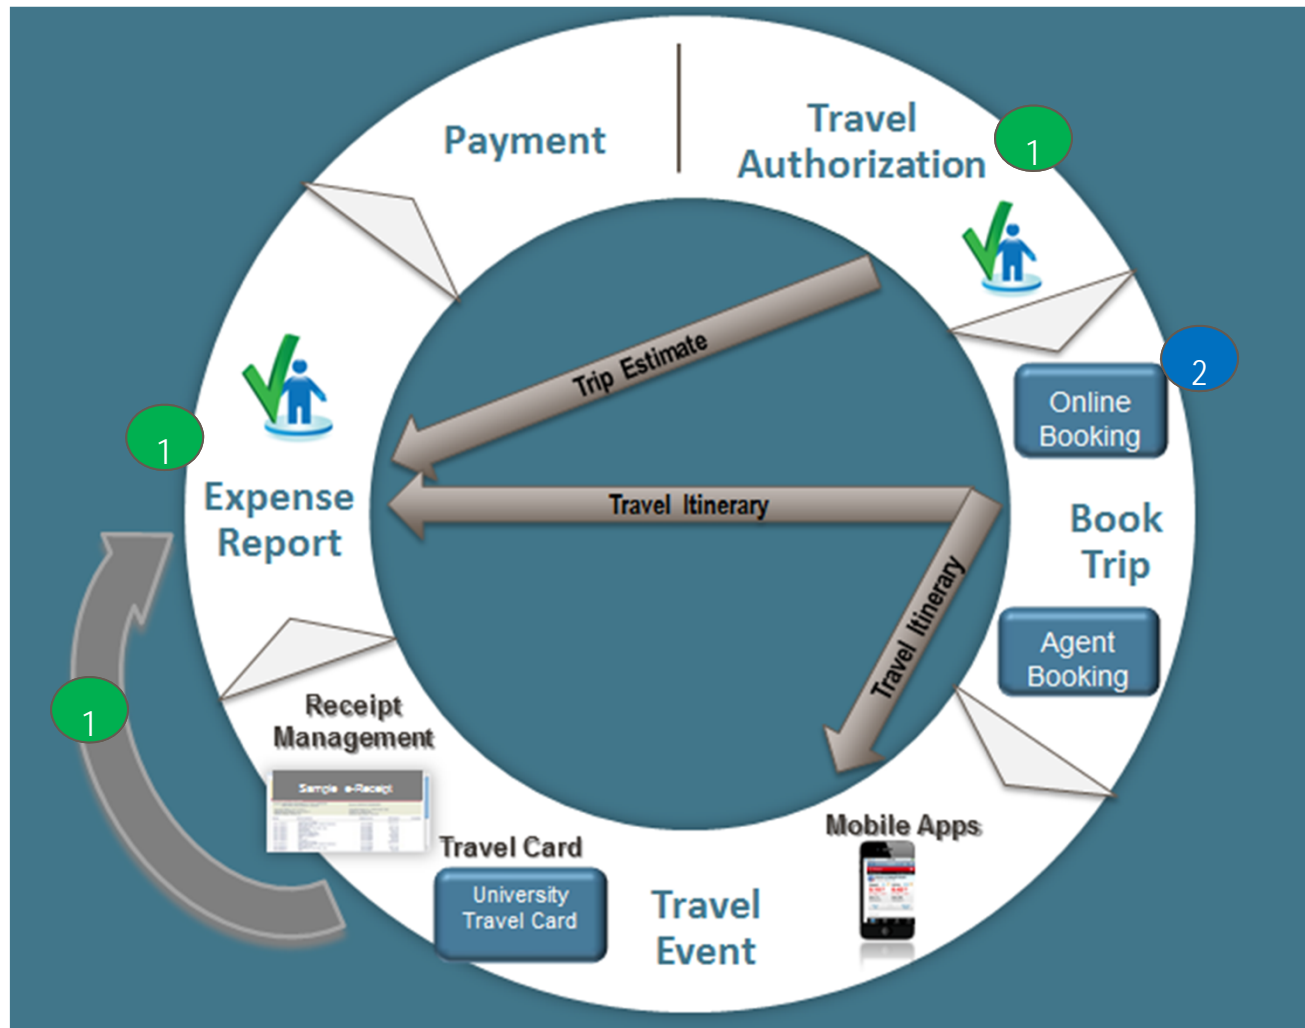 Payment
Travel
Authorization
1
2
Online
Booking
Book
Trip
Agent
Booking
Trip Estimate
Travel Itinerary
Travel Itinerary
1
Expense
Report
1
Receipt
Management
Sample e-Receipt
Travel Card
University
Travel Card
Travel
Event
Mobile Apps